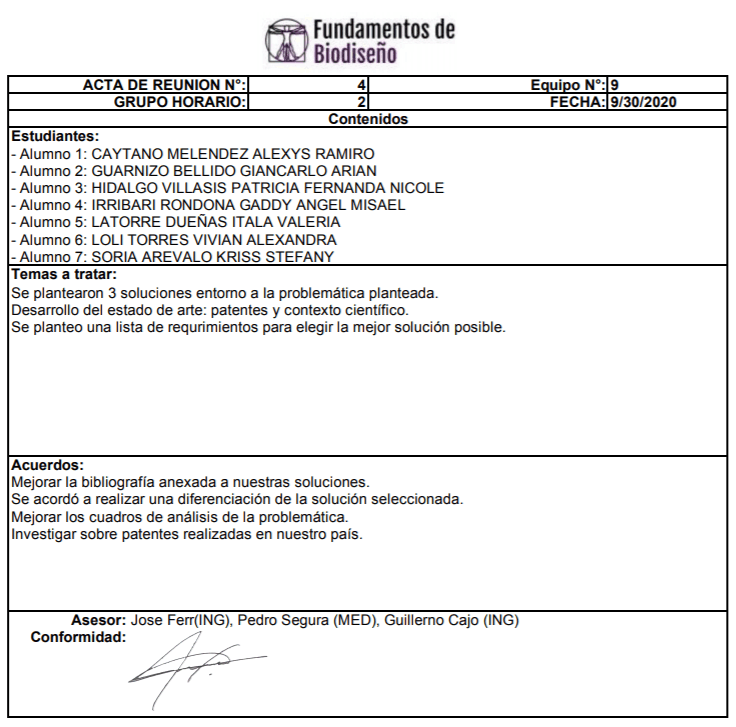 Fundamentos de
Biodiseño
ACTA DE REUNION N°: 4 Equipo N°: 9
GRUPO HORARIO: 2 FECHA: 9/30/2020
Contenidos
Estudiantes:
- Alumno 1: CAYTANO MELENDEZ ALEXYS RAMIRO
- Alumno 2: GUARNIZO BELLIDO GIANCARLO ARIAN
- Alumno 3: HIDALGO VILLASIS PATRICIA FERNANDA NICOLE
- Alumno 4: IRRIBARI RONDONA GADDY ANGEL MISAEL
- Alumno 5: LATORRE DUEÑAS ITALA VALERIA
- Alumno 6: LOLI TORRES VIVIAN ALEXANDRA
- Alumno 7: SORIA AREVALO KRISS STEFANY
Temas a tratar:
Se plantearon 3 soluciones entorno a la problemática planteada.
Desarrollo del estado de arte: patentes y contexto científico.
Se planteo una lista de requrimientos para elegir la mejor solución posible.
Acuerdos:
Mejorar la bibliografía anexada a nuestras soluciones.
Se acordó a realizar una diferenciación de la solución seleccionada.
Mejorar los cuadros de análisis de la problemática.
Investigar sobre patentes realizadas en nuestro país.
Asesor: Jose Ferr(ING), Pedro Segura (MED), Guillerno Cajo (ING)
Conformidad: